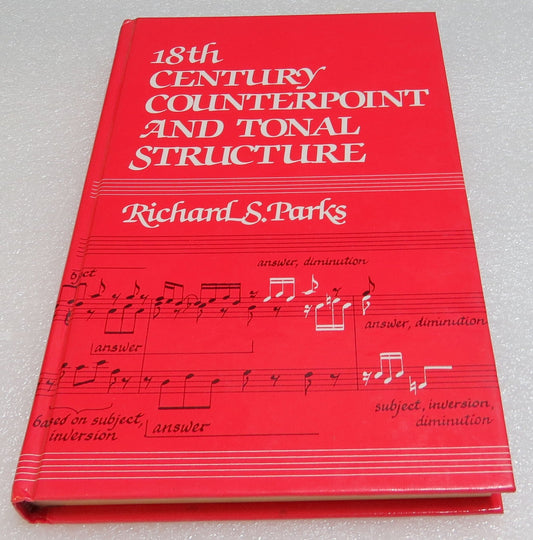 18th
CENTURY
COUNTERPOINT
AND TONAL
STRUCTURE
Richard S. Parks
answer, diminution
answer, diminution
answer
subject, inversion,
diminution
based on subject,
inversion
answer